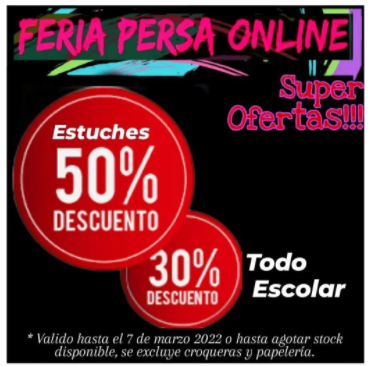 FERIA PERSA ONLINE
Super
Ofertas!!!
Estuches
50%
DESCUENTO
30%
DESCUENTO
Todo
Escolar
* Valido hasta el 7 de marzo 2022 o hasta agotar stock
disponible, se excluye croqueras y papelería.